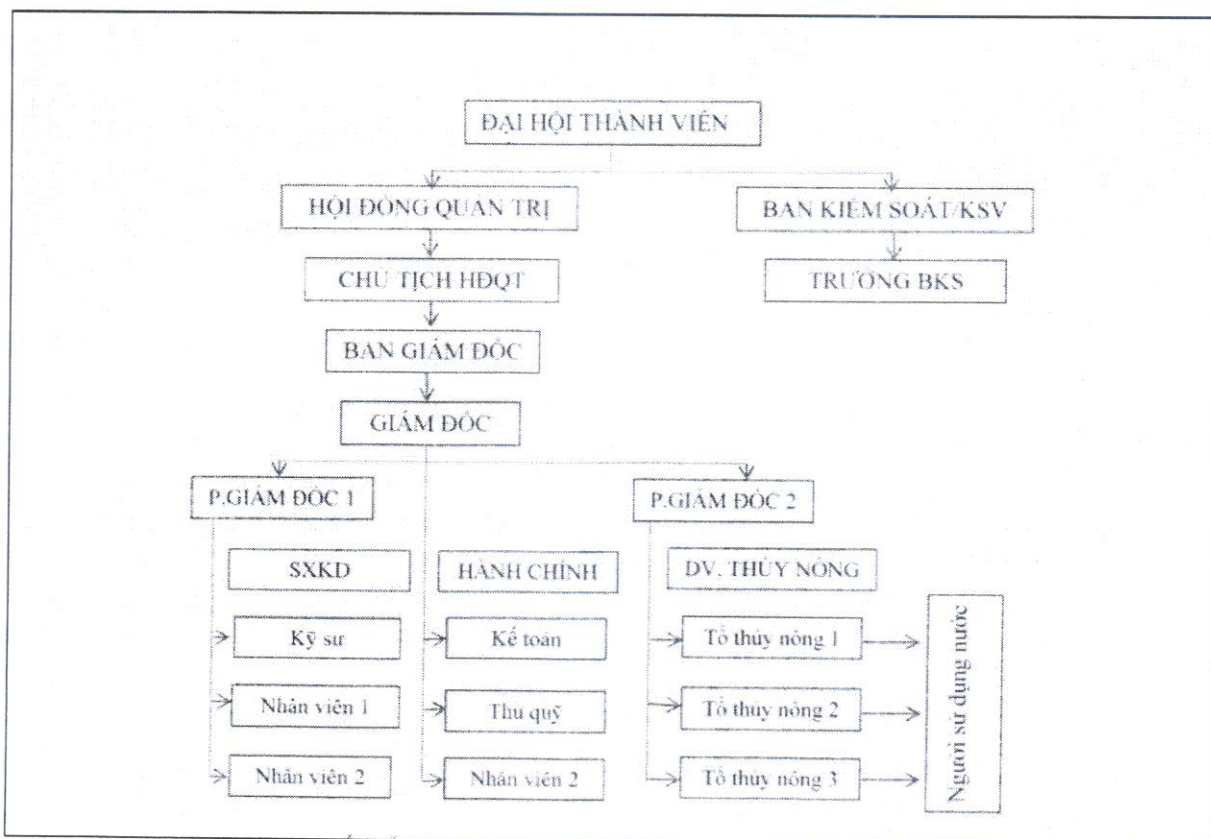 ĐẠI HỘI THÀNH VIÊN
HỘI ĐỒNG QUẢN TRỊ
BAN KIỂM SOÁT/KSV
CHỦ TỊCH HĐQT
TRƯỞNG BKS
BAN GIÁM ĐỐC
GIÁM ĐỐC
P.GIÁM ĐỐC 1
P.GIÁM ĐỐC 2
SXKD
HÀNH CHÍNH
DV. THỦY NÔNG
Kỹ sư
Kế toán
Tổ thủy nông 1
Nhân viên 1
Thu quỹ
Tổ thủy nông 2
Nhân viên 2
Nhân viên 2
Tổ thủy nông 3
Người sử dụng nước